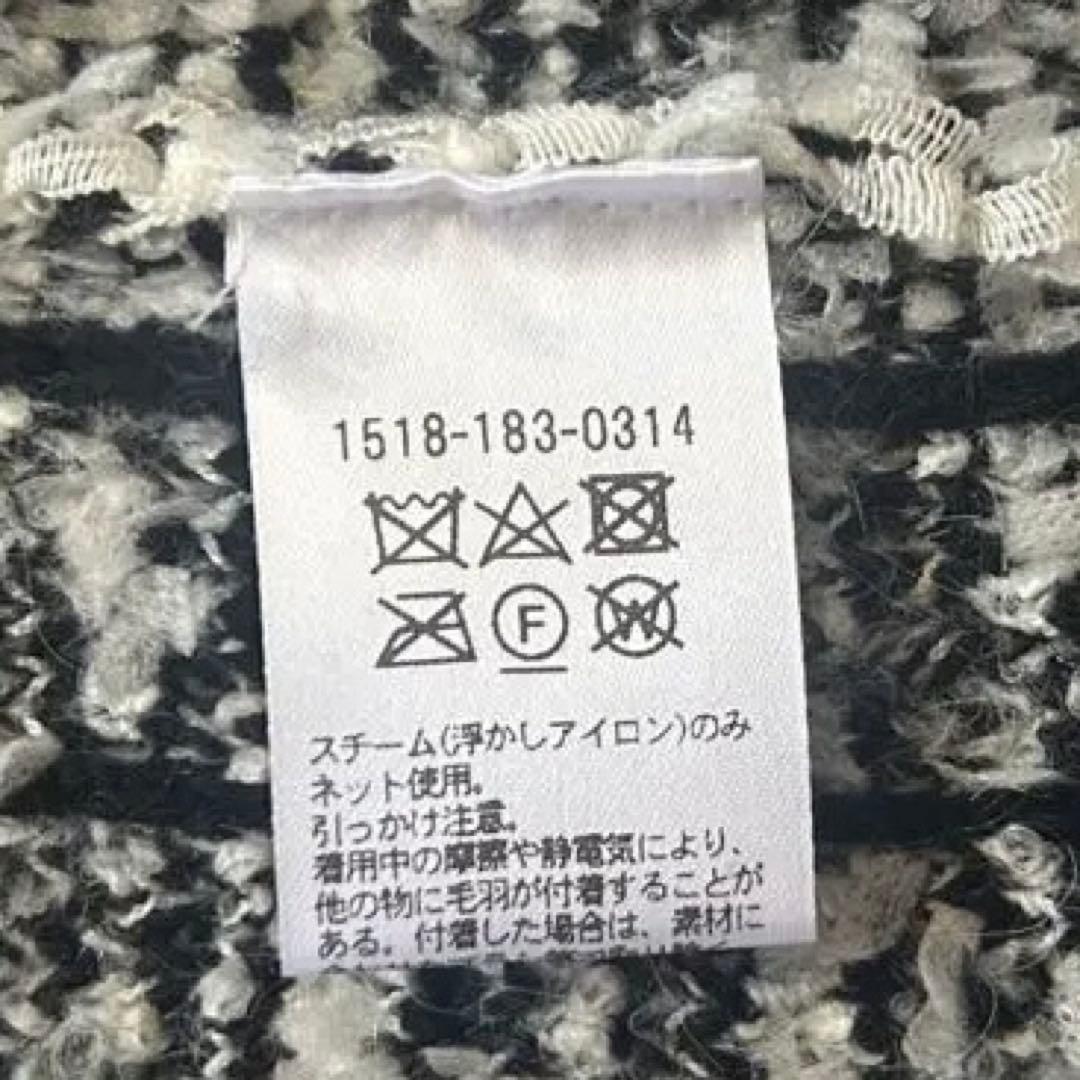 1518-183-0314
F
W
スチーム(浮かしアイロン)のみ
ネット使用。
引っかけ注意。
着用中の摩擦や静電気により、
他の物に毛羽が付着することが
ある。付着した場合は、素材に